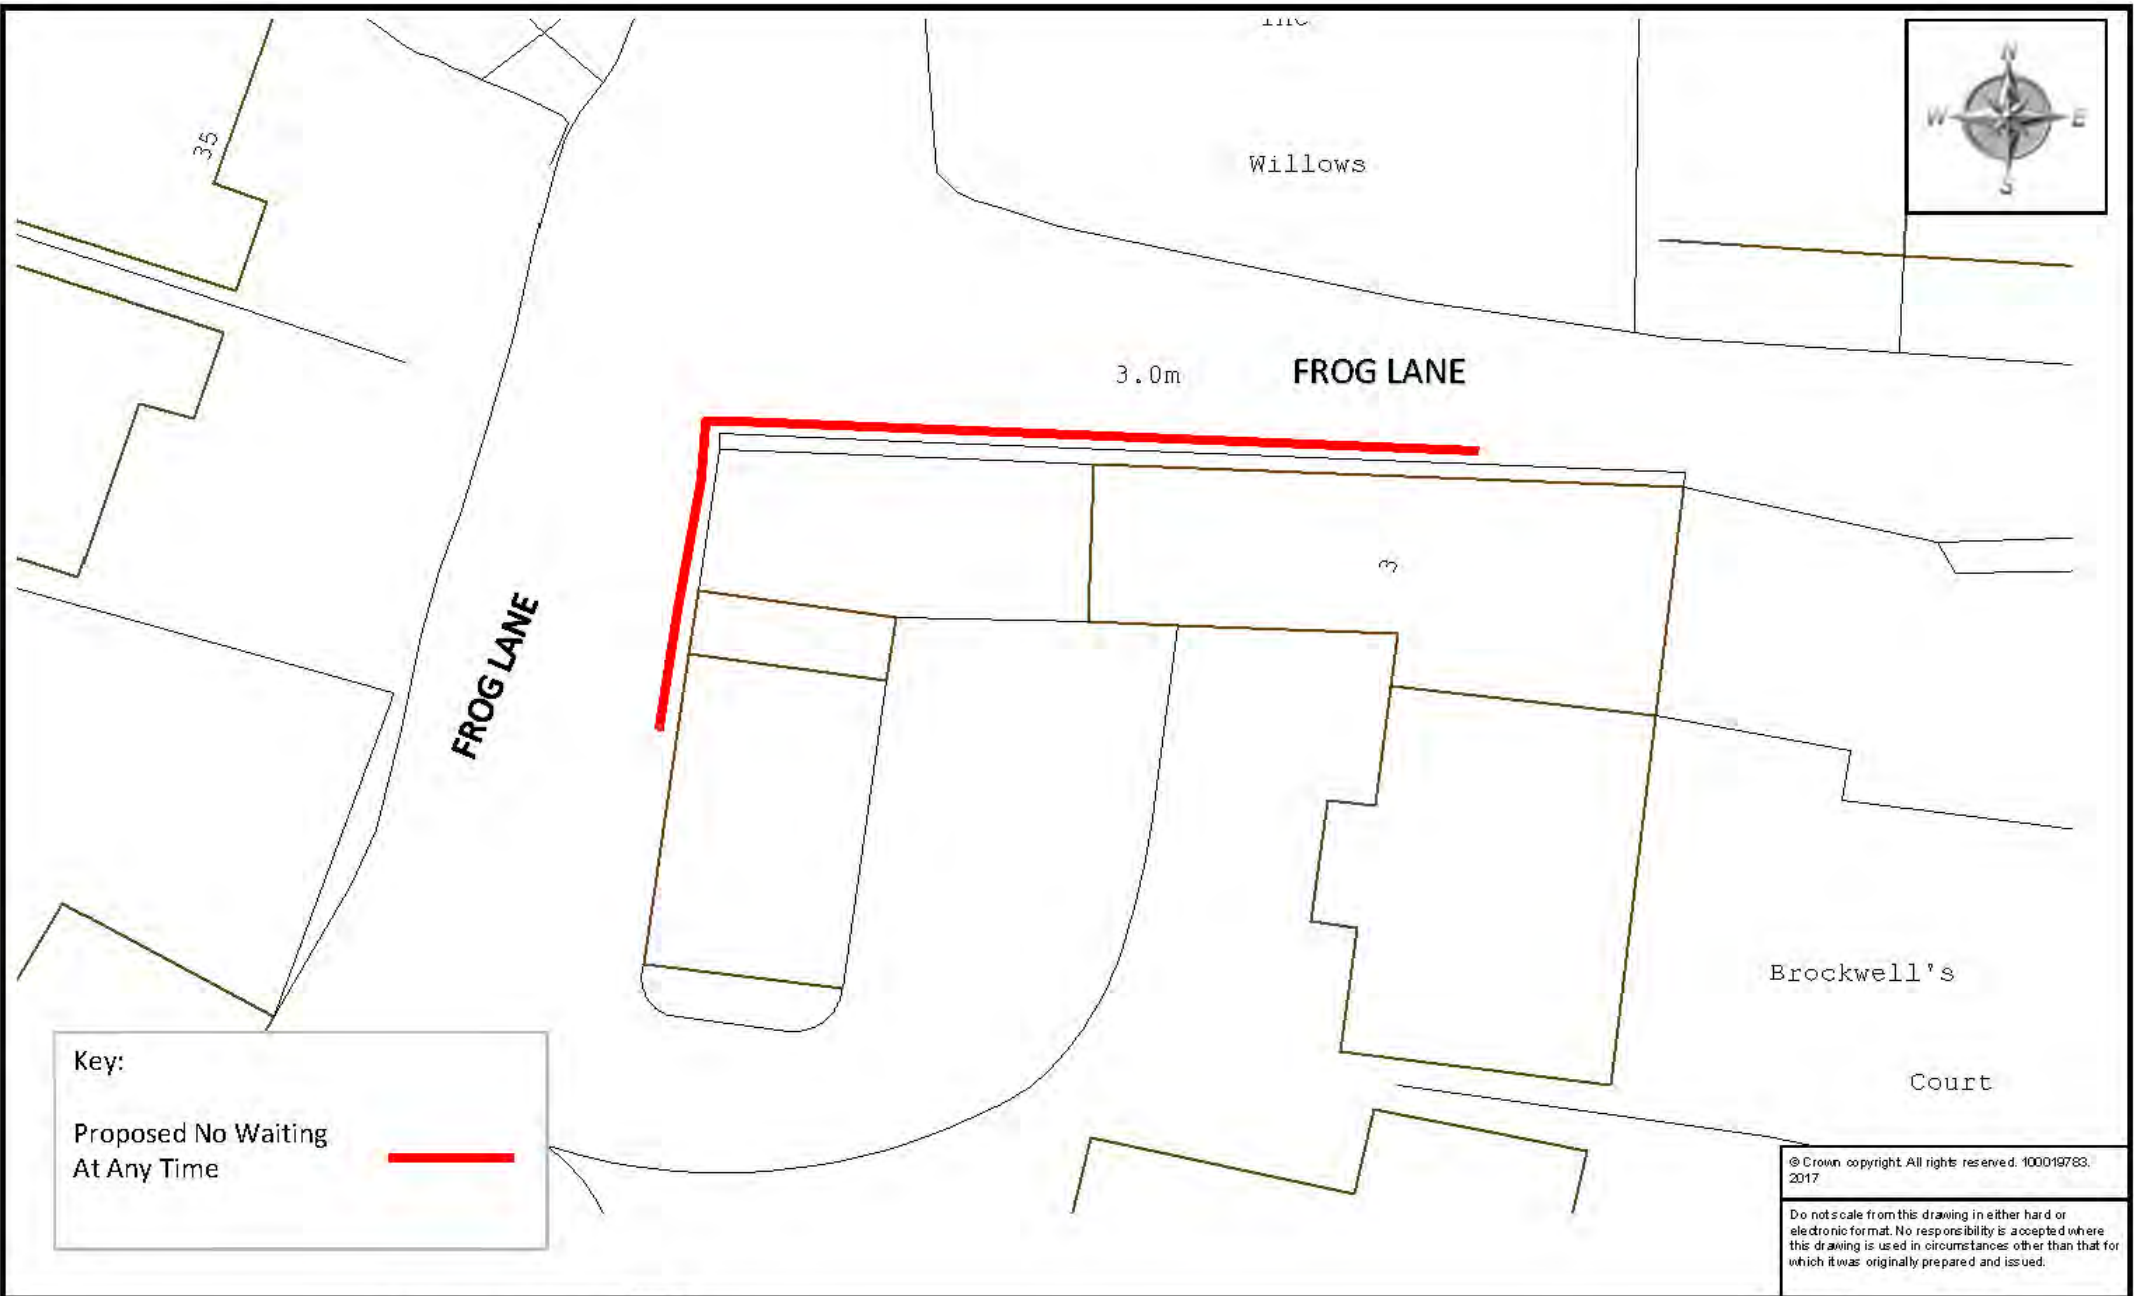 N
W E
S
35
Willows
3.0m
FROG LANE
3
FROG LANE
Brockwell's
Court
Key:
Proposed No Waiting
At Any Time
© Crown copyright. All rights reserved. 100019783.
2017
Do not scale from this drawing in either hard or
electronic format. No responsibility is accepted where
this drawing is used in circumstances other than that for
which it was originally prepared and issued.